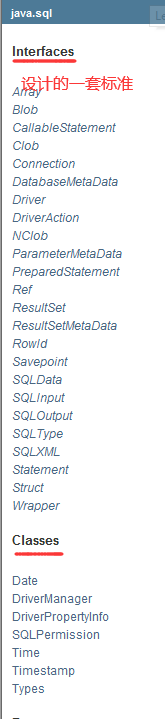 java.sql
Interfaces
设计的一套标准
Array
Blob
CallableStatement
Clob
Connection
DatabaseMetaData
Driver
DriverAction
NClob
ParameterMetaData
PreparedStatement
Ref
ResultSet
ResultSetMetaData
RowId
Savepoint
SQLData
SQLInput
SQLOutput
SQLType
SQLXML
Statement
Struct
Wrapper
Classes
Date
DriverManager
DriverPropertyInfo
SQLPermission
Time
Timestamp
Types